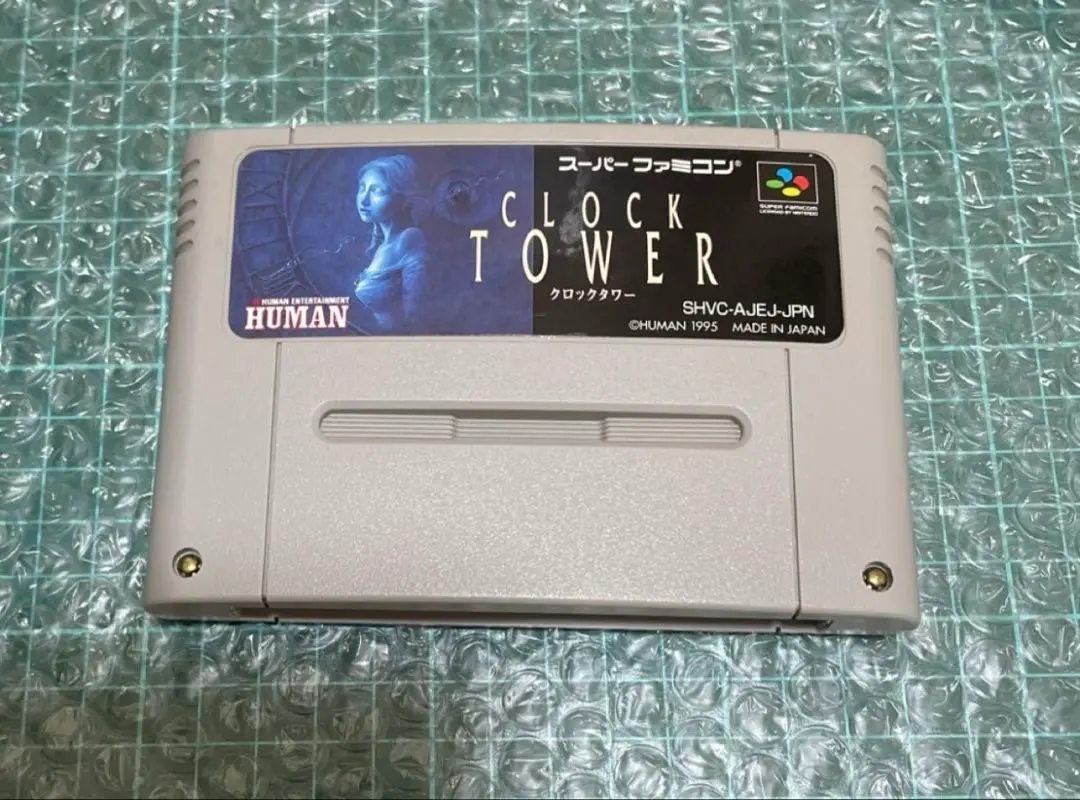 スーパーファミコン®
SUPER FAMICOM
LICENSED BY NINTENDO
CLOCK
TOWER
クロックタワー
HUMAN ENTERTAINMENT
HUMAN
SHVC-AJEJ-JPN
©HUMAN 1995 MADE IN JAPAN